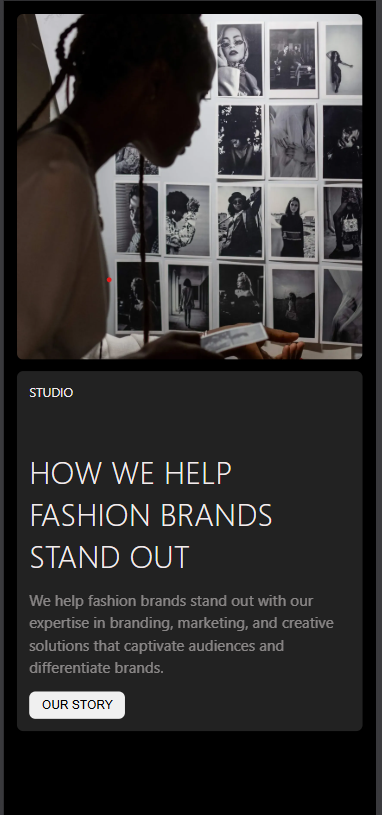 STUDIO
HOW WE HELP
FASHION BRANDS
STAND OUT
We help fashion brands stand out with our
expertise in branding, marketing, and creative
solutions that captivate audiences and
differentiate brands.
OUR STORY